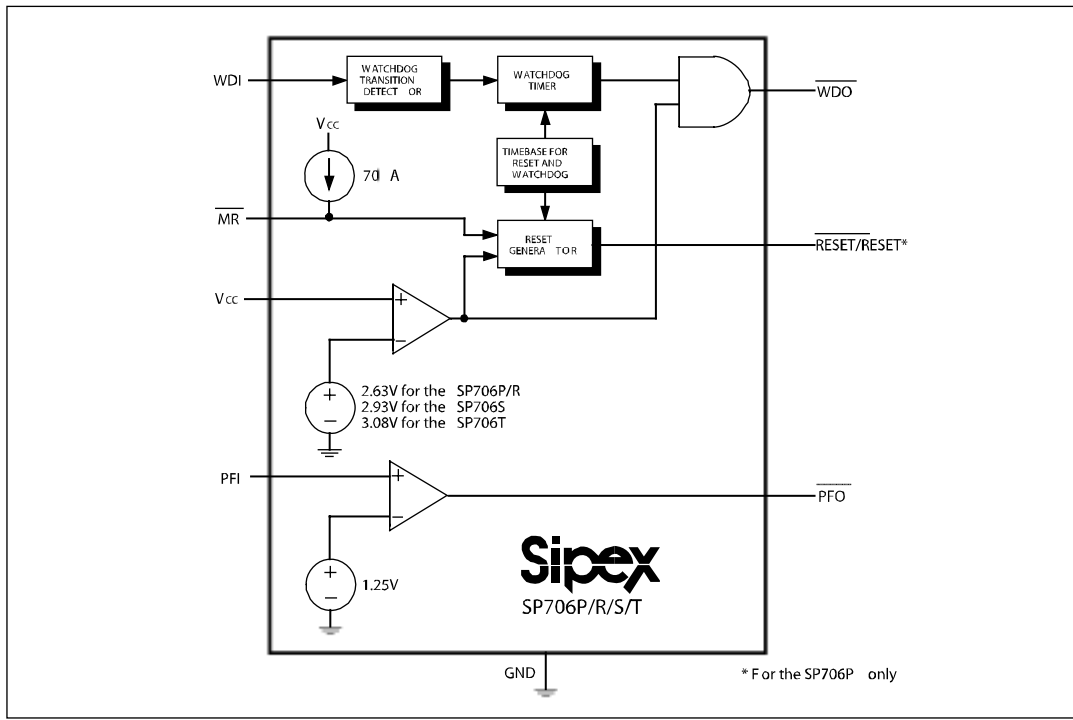 WDI
WATCHDOG
TRANSITION
DETECT OR
WATCHDOG
TIMER
WDO
VCC
70 A
TIMEBASE FOR
RESET AND
WATCHDOG
MR
RESET
GENERA TOR
RESET/RESET*
VCC
+
−
+
−
2.63V for the SP706P/R
2.93V for the SP706S
3.08V for the SP706T
PFI
+
−
PFO
+
−
1.25V
Sipex
SP706P/R/S/T
GND
* F or the SP706P only